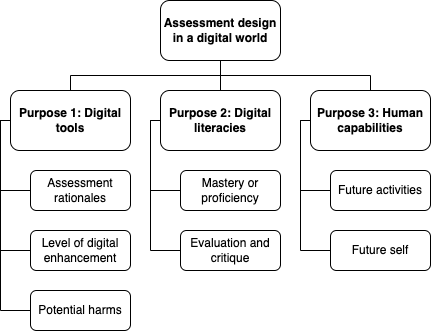 Assessment design
in a digital world
Purpose 1: Digital
tools
Purpose 2: Digital
literacies
Purpose 3: Human
capabilities
Assessment
rationales
Mastery or
proficiency
Future activities
Level of digital
enhancement
Evaluation and
critique
Future self
Potential harms